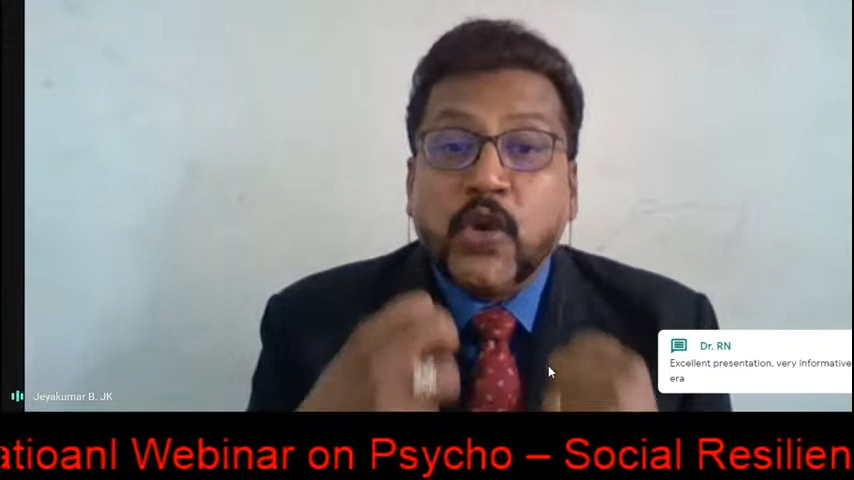 Dr. RN
Excellent presentation, very informative
era
Jeyakumar B. JK
atioanl Webinar on Psycho – Social Resilien